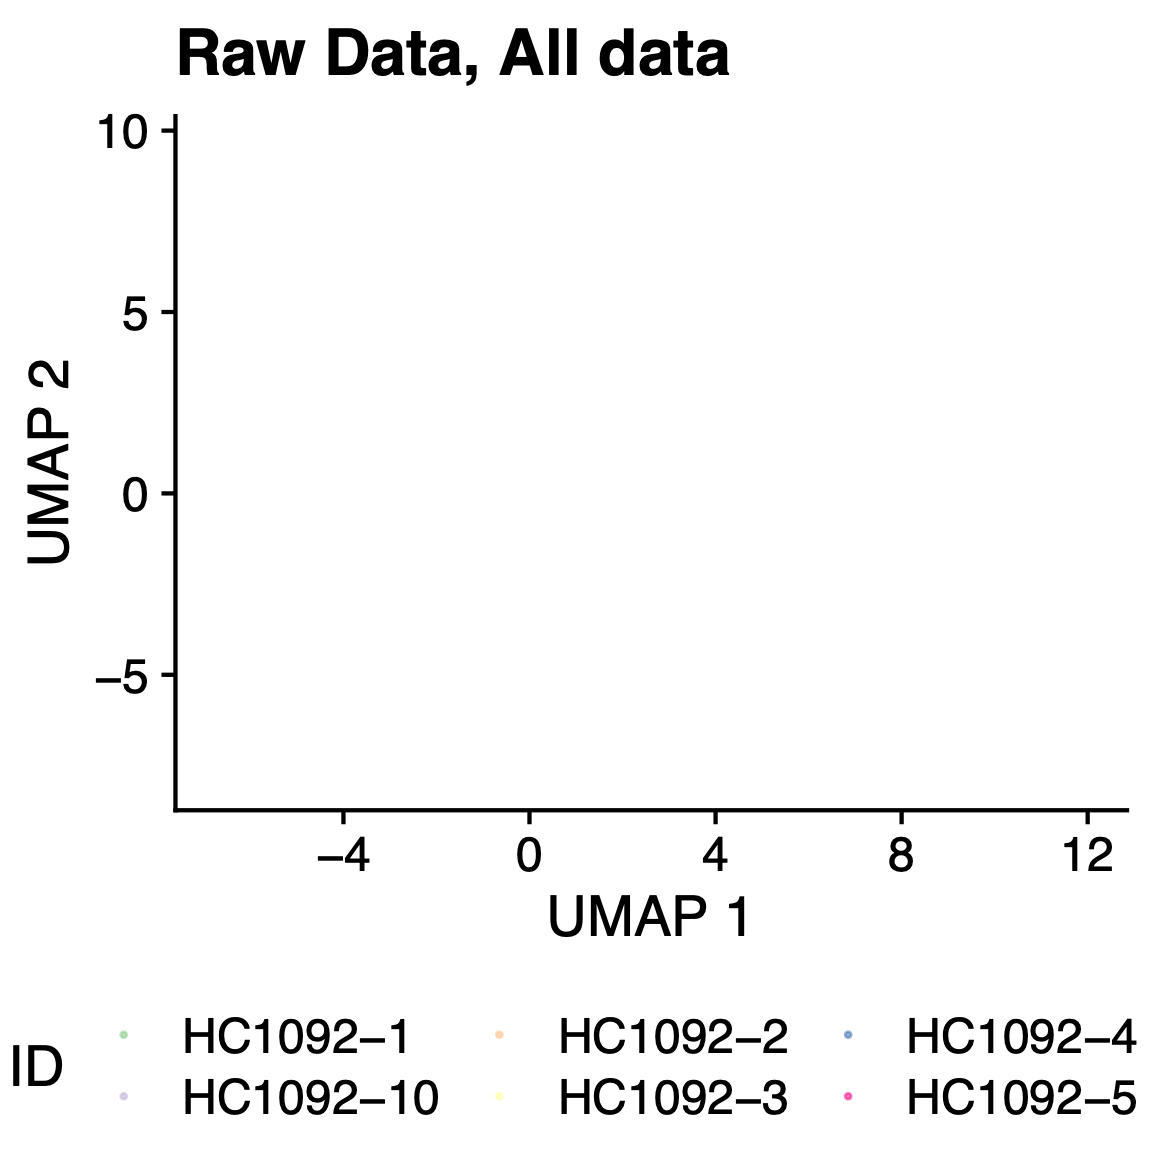 Raw Data, All data
10
5
0
−5
UMAP 2
−4 0 4 8 12
UMAP 1
ID
HC1092−1 HC1092−2 HC1092−4
HC1092−10 HC1092−3 HC1092−5